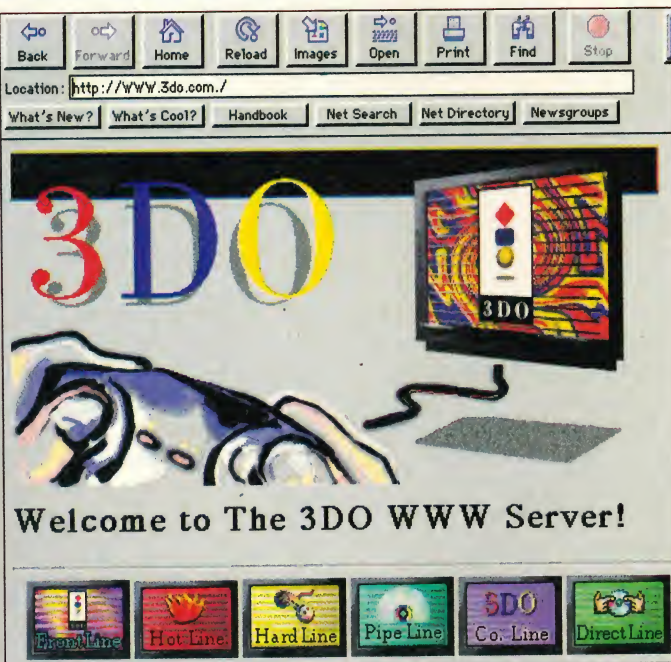 Back Forward Home Reload Images Open Print Find Stop
Location: http://www.3do.com./
What's New? What's Cool? Handbook Net Search Net Directory Newsgroups
3DO
3DO
Welcome to The 3DO WWW Server!
FrontLine Hot Line Hard Line Pipe Line 3DO Co. Line DirectLine